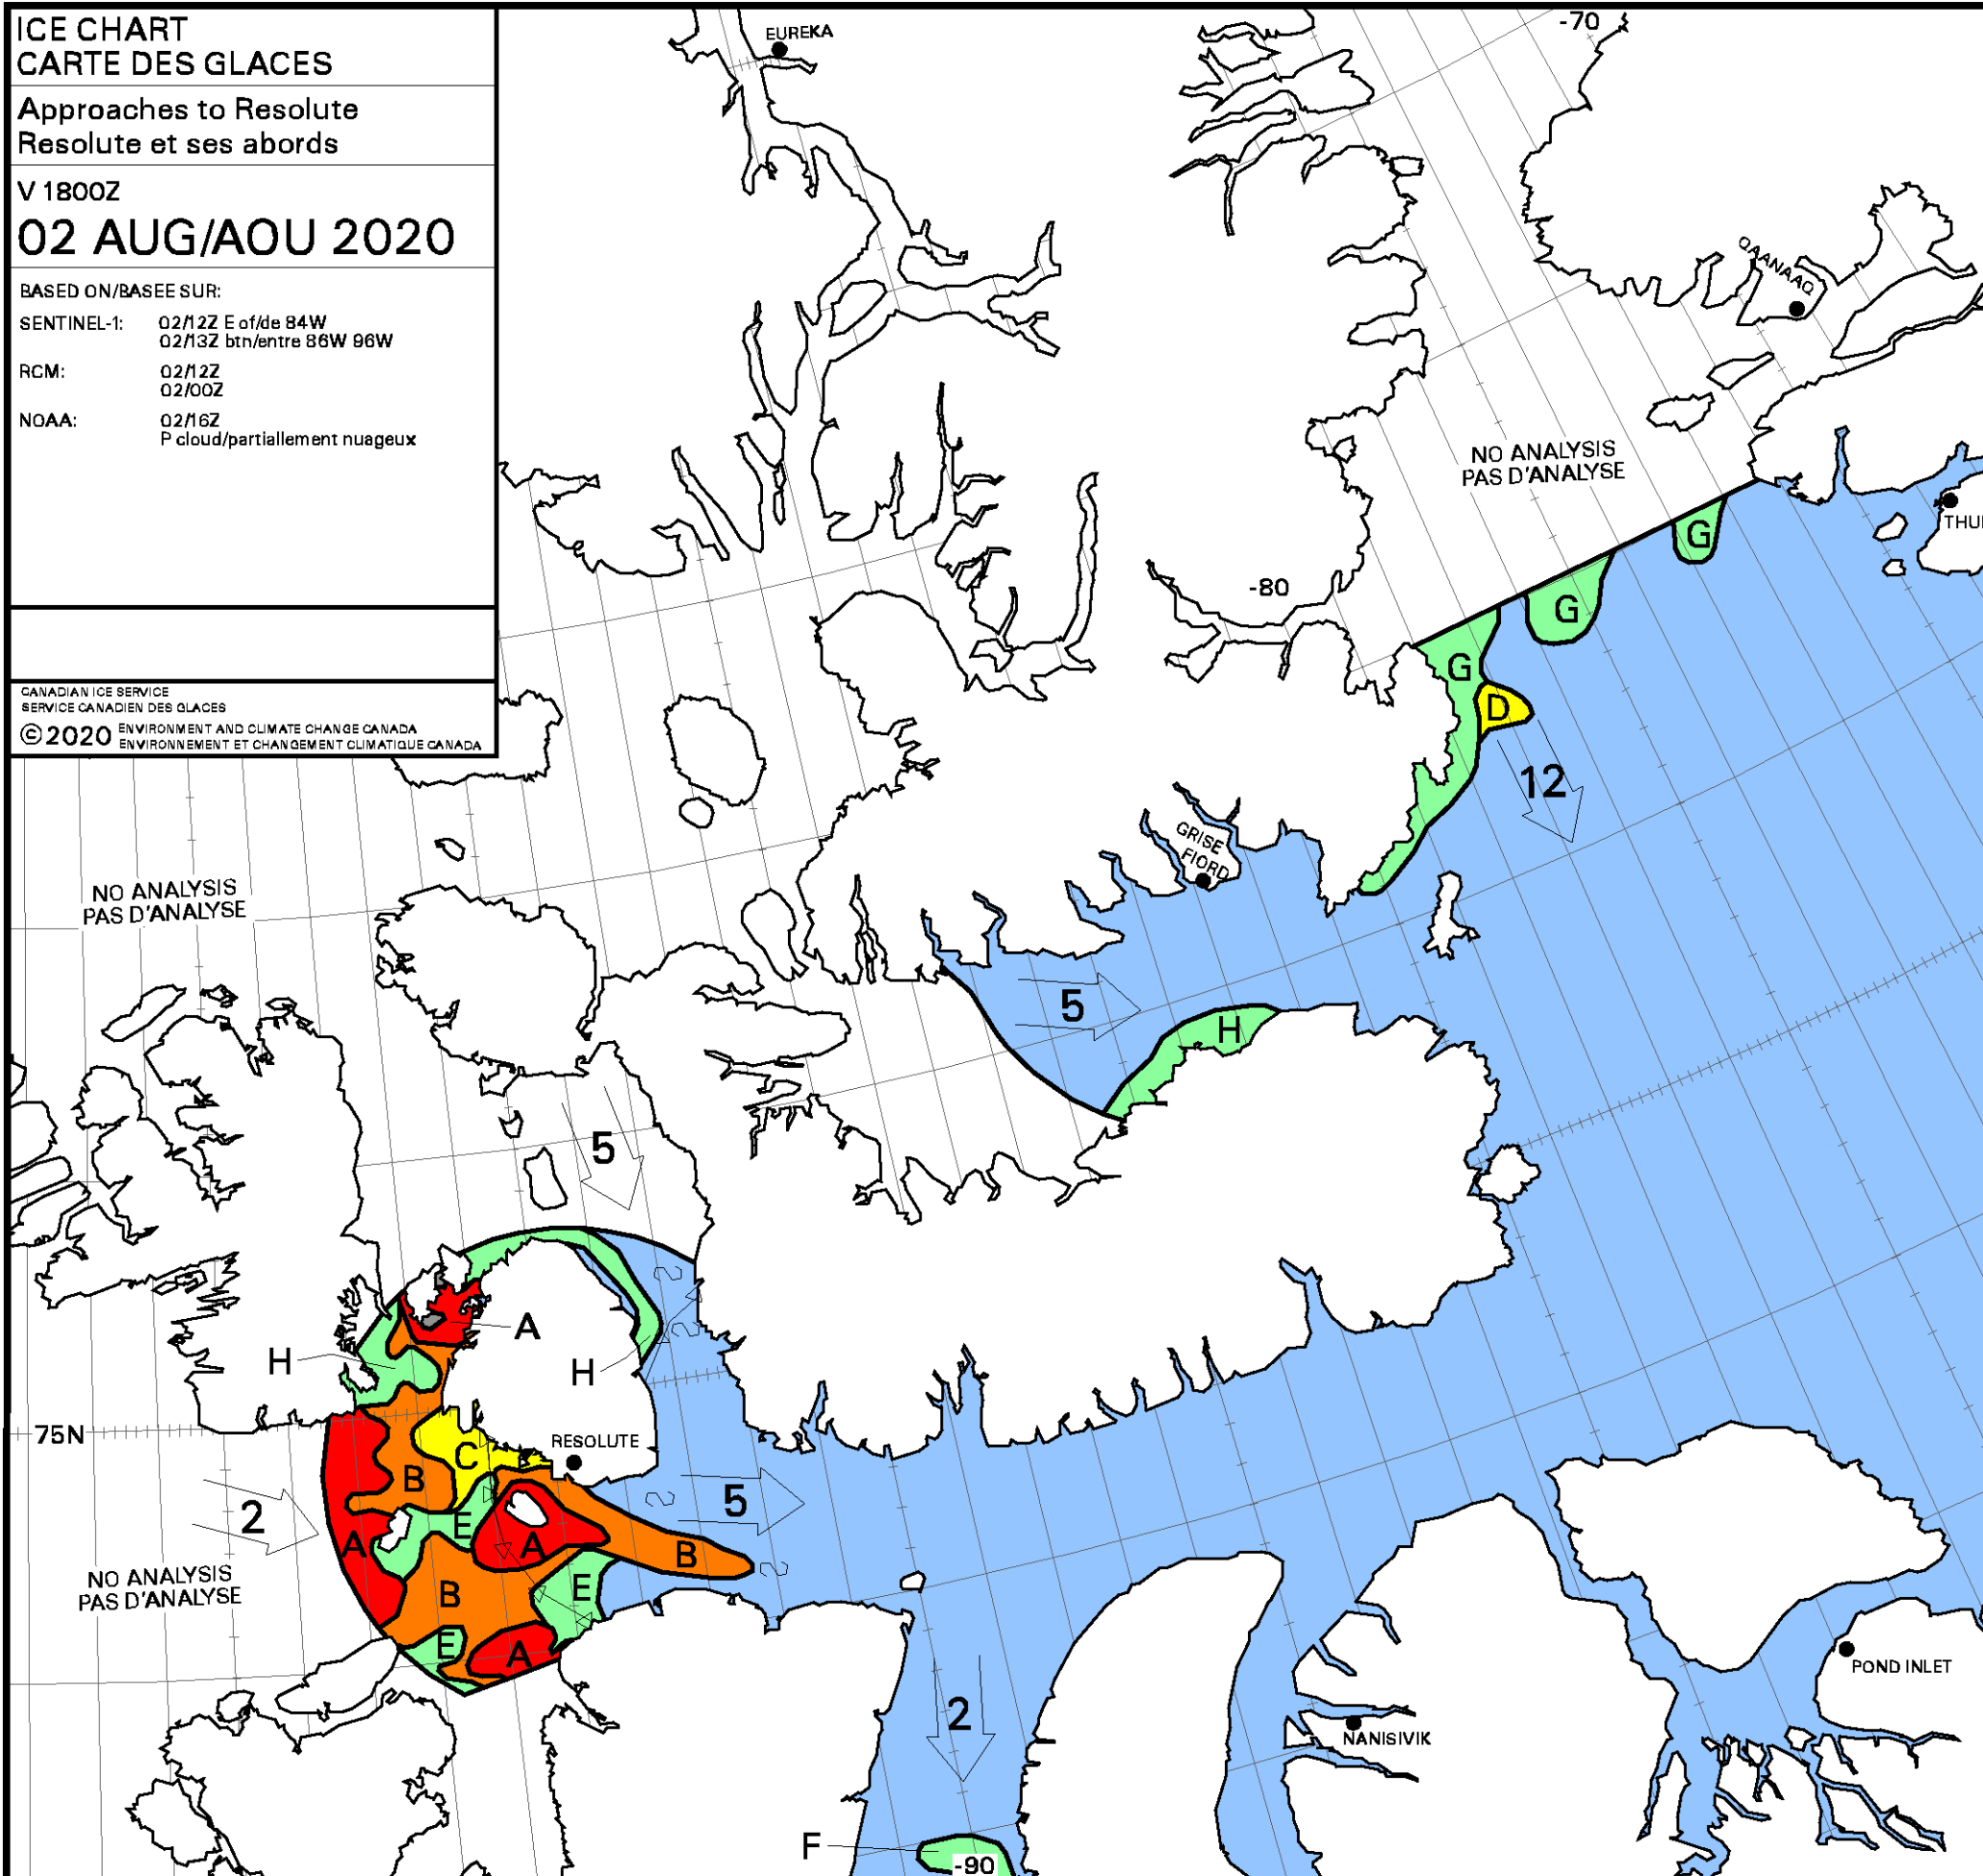 ICE CHART
CARTE DES GLACES
Approaches to Resolute
Resolute et ses abords
V 1800Z
02 AUG/AOU 2020
BASED ON/BASEE SUR:
SENTINEL-1: 02/12Z E of/de 84W
02/13Z btn/entre 86W 96W
RCM: 02/12Z
02/00Z
NOAA: 02/16Z
P cloud/partiallement nuageux
CANADIAN ICE SERVICE
SERVICE CANADIEN DES GLACES
©2020 ENVIRONMENT AND CLIMATE CHANGE CANADA
ENVIRONNEMENT ET CHANGEMENT CLIMATIQUE CANADA
EUREKA
-70
QAANAAQ
NO ANALYSIS
PAS D'ANALYSE
THU
G
G
-80
G
D
12
GRISE
FIORD
NO ANALYSIS
PAS D'ANALYSE
5
H
5
A
H
H
75N
RESOLUTE
C
B
2
5
E
A
A
B
NO ANALYSIS
PAS D'ANALYSE
B
E
E
A
POND INLET
2
NANISIVIK
F
-90